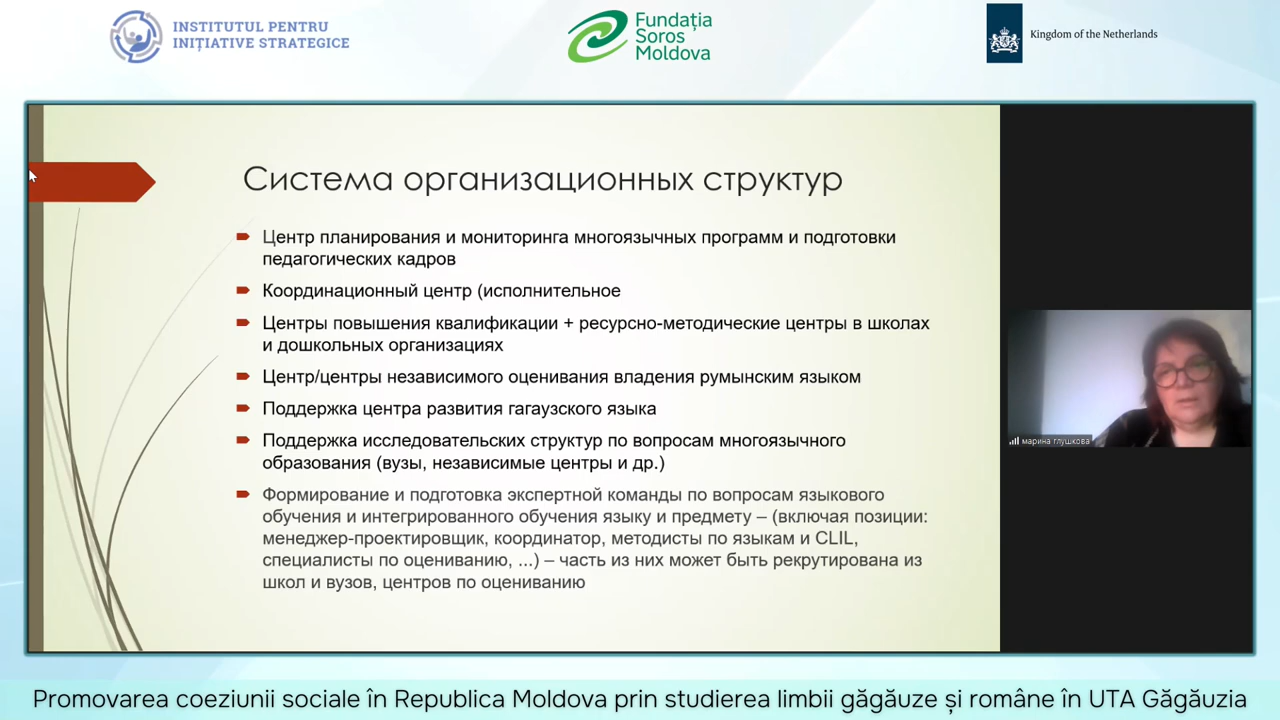 INSTITUTUL PENTRU
INIȚIATIVE STRATEGICE
Fundația
Soros
Moldova
Kingdom of the Netherlands
Система организационных структур
Центр планирования и мониторинга многоязычных программ и подготовки
педагогических кадров
Координационный центр (исполнительное
Центры повышения квалификации + ресурсно-методические центры в школах
и дошкольных организациях
Центр/центры независимого оценивания владения румынским языком
Поддержка центра развития гагаузского языка
Поддержка исследовательских структур по вопросам многоязычного
образования (вузы, независимые центры и др.)
Формирование и подготовка экспертной команды по вопросам языкового
обучения и интегрированного обучения языку и предмету – (включая позиции:
менеджер-проектировщик, координатор, методисты по языкам и CLIL,
специалисты по оцениванию, ...) – часть из них может быть рекрутирована из
школ и вузов, центров по оцениванию
марина глушкова
Promovarea coeziunii sociale în Republica Moldova prin studierea limbii găgăuze și române în UTA Găgăuzia